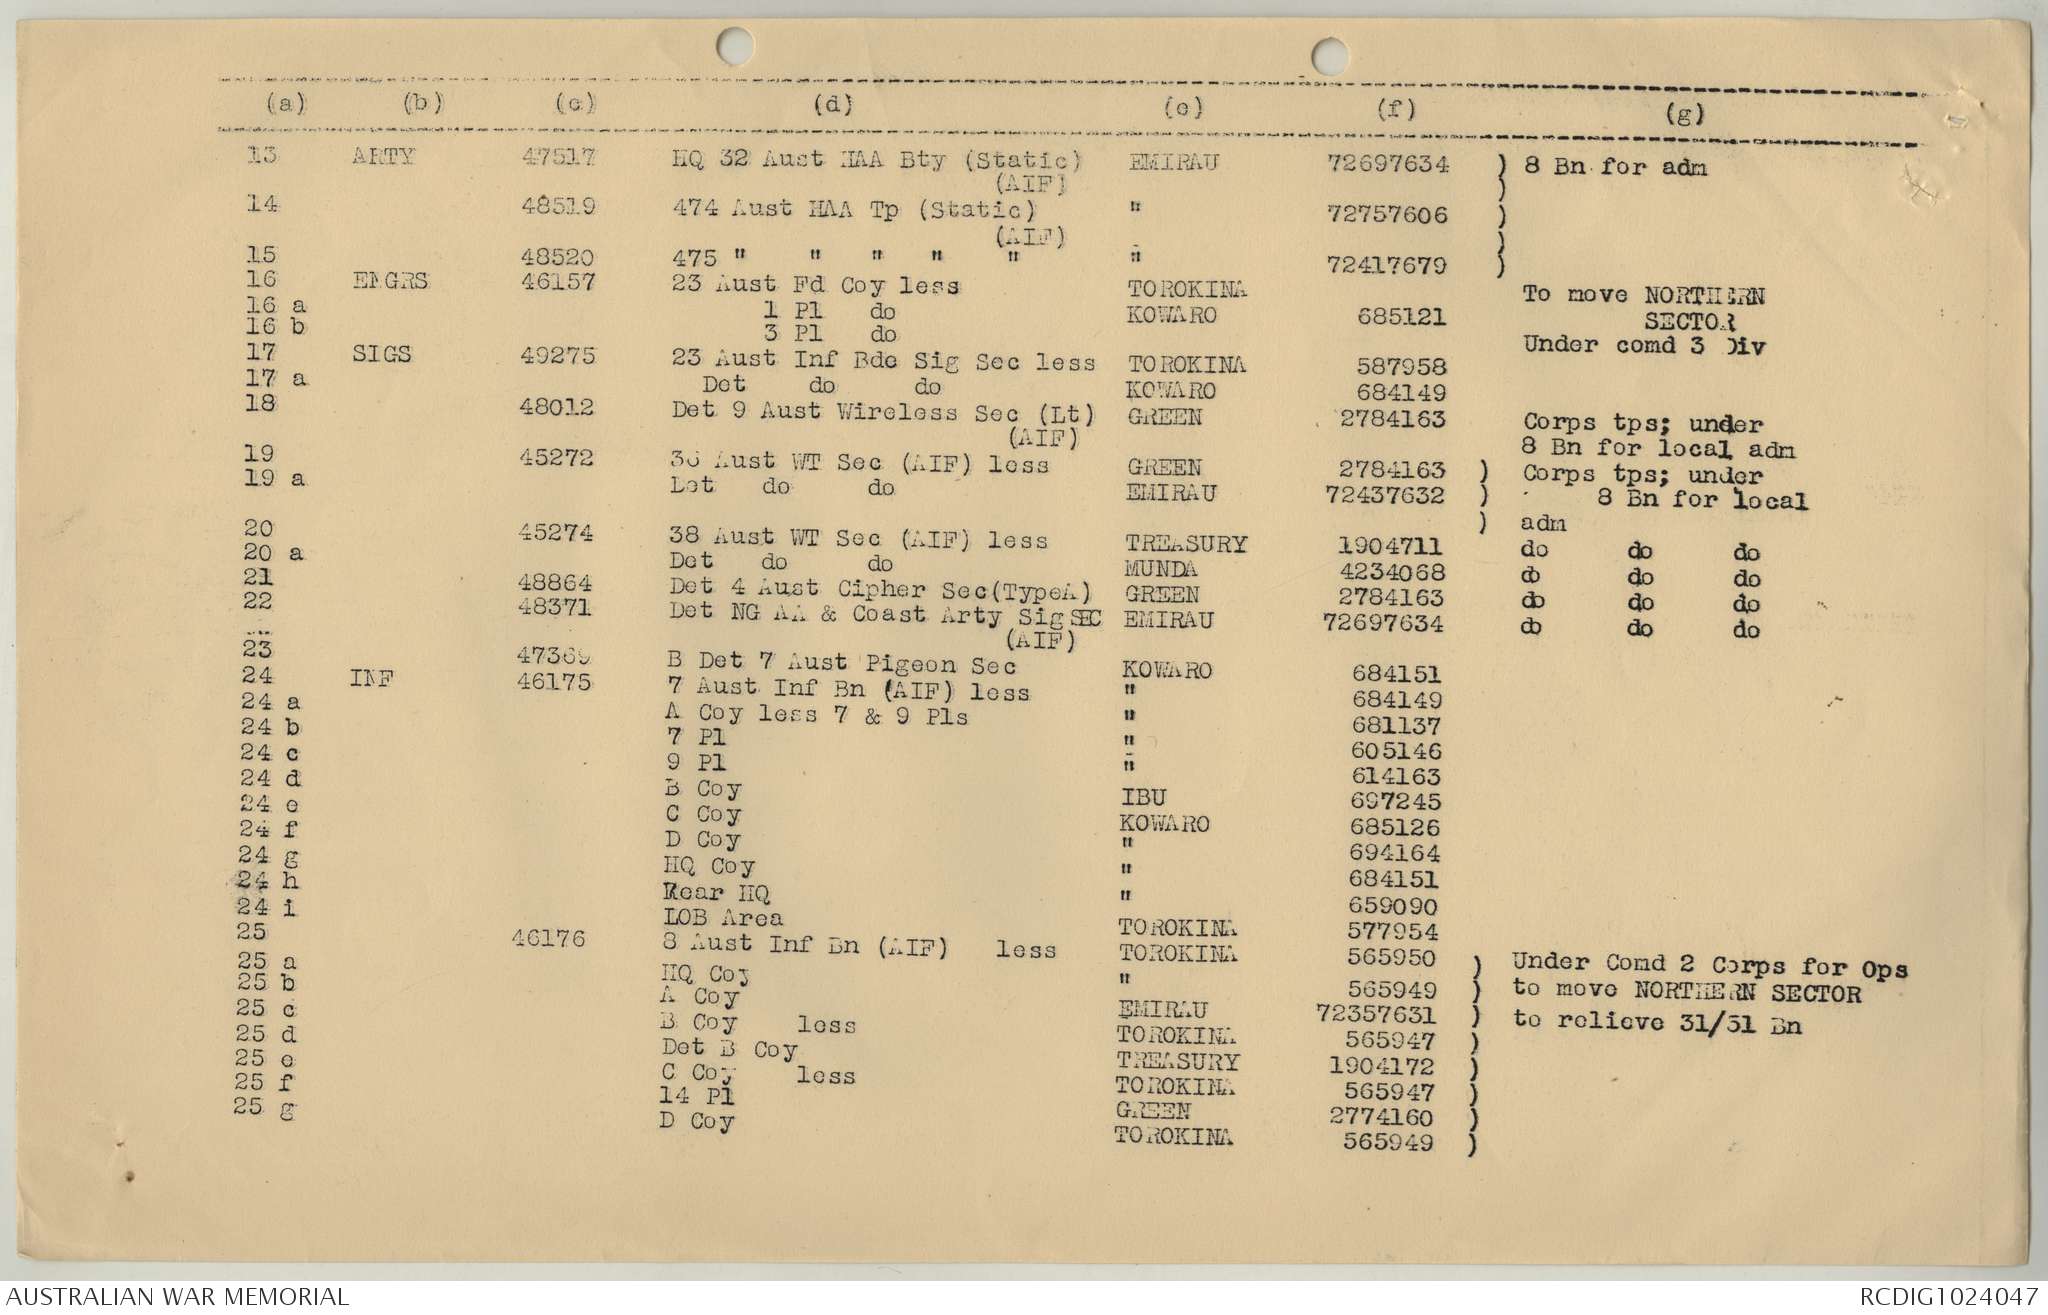 (a) (b) (c) (d) (e) (f) (g)
13 ARTY 47517 HQ 32 Aust HAA Bty (Static) EMIRAU 72697634 ) 8 Bn for adm
(AIF) )
14 48519 474 Aust HAA Tp (Static) " 72757606 )
(AIF) )
15 48520 475 " " " " " " 72417679 )
16 ENGRS 46157 23 Aust Fd Coy less TOROKINA To move NORTHERN
16 a 1 Pl do KOWARO 685121 SECTOR
16 b 3 Pl do Under comd 3 Div
17 SIGS 49275 23 Aust Inf Bde Sig Sec less TOROKINA 587958
17 a Det do do KOWARO 684149
18 48012 Det 9 Aust Wireless Sec (Lt) GREEN 2784163 Corps tps; under
(AIF) 8 Bn for local adm
19 45272 36 Aust WT Sec (AIF) less GREEN 2784163 ) Corps tps; under
19 a Det do do EMIRAU 72437632 ) 8 Bn for local
) adm
20 45274 38 Aust WT Sec (AIF) less TREASURY 1904711 do do do
20 a Det do do MUNDA 4234068 do do do
21 48864 Det 4 Aust Cipher Sec(TypeA) GREEN 2784163 do do do
22 48371 Det NG AA & Coast Arty Sig SEC EMIRAU 72697634 do do do
(AIF)
23 47369 B Det 7 Aust Pigeon Sec KOWARO 684151
24 INF 46175 7 Aust Inf Bn (AIF) less " 684149
24 a A Coy less 7 & 9 Pls " 681137
24 b 7 Pl " 605146
24 c 9 Pl " 614163
24 d B Coy IBU 697245
24 e C Coy KOWARO 685126
24 f D Coy " 694164
24 g HQ Coy " 684151
24 h Rear HQ " 659090
24 i LOB Area TOROKINA 577954
25 46176 8 Aust Inf Bn (AIF) less TOROKINA 565950 ) Under Comd 2 Corps for Ops
25 a HQ Coy " 565949 ) to move NORTHERN SECTOR
25 b A Coy EMIRAU 72357631 ) to relieve 31/51 Bn
25 c B Coy less TOROKINA 565947 )
25 d Det B Coy TREASURY 1904172 )
25 e C Coy less TOROKINA 565947 )
25 f 14 Pl GREEN 2774160 )
25 g D Coy TOROKINA 565949 )
AUSTRALIAN WAR MEMORIAL RCDIG1024047